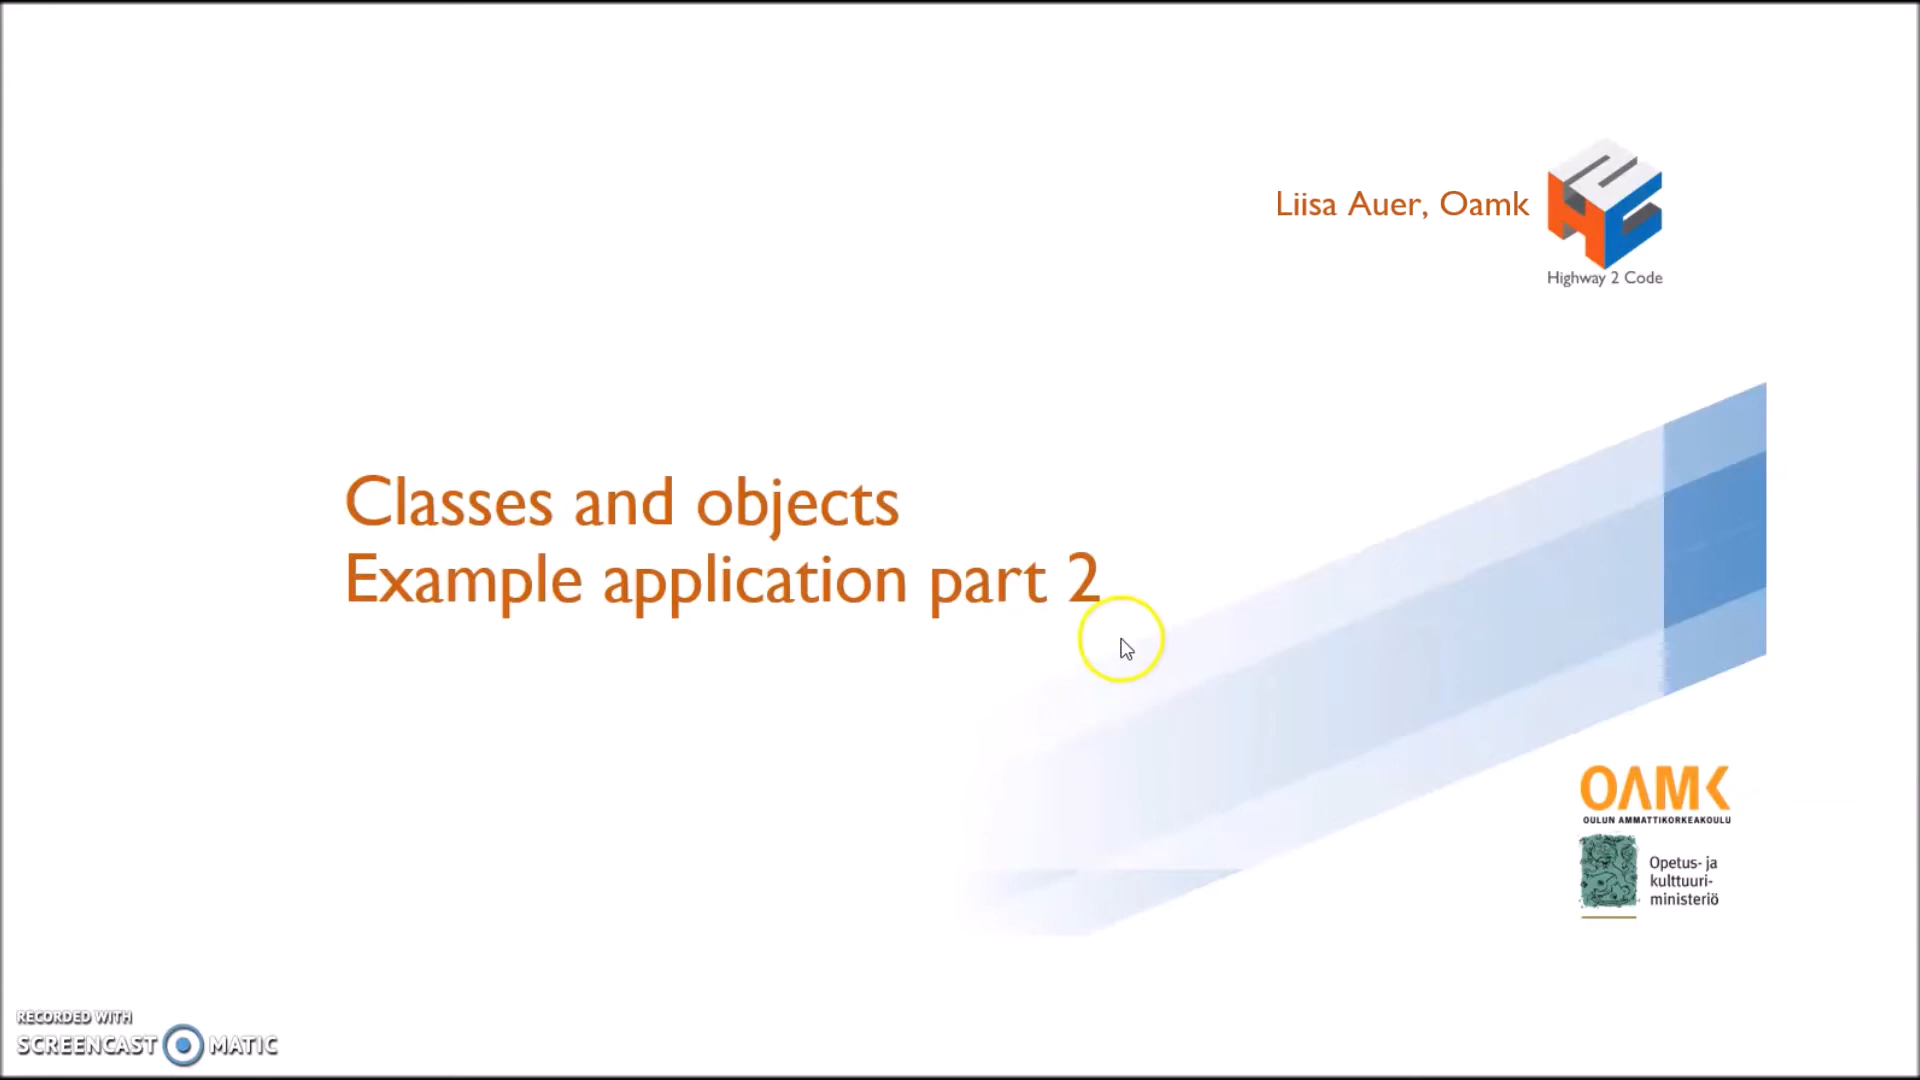 Liisa Auer, Oamk
Highway 2 Code
Classes and objects
Example application part 2
OAMK
OULUN AMMATTIKORKEAKOULU
Opetus- ja
kulttuuri-
ministeriö
RECORDED WITH
SCREENCAST MATIC